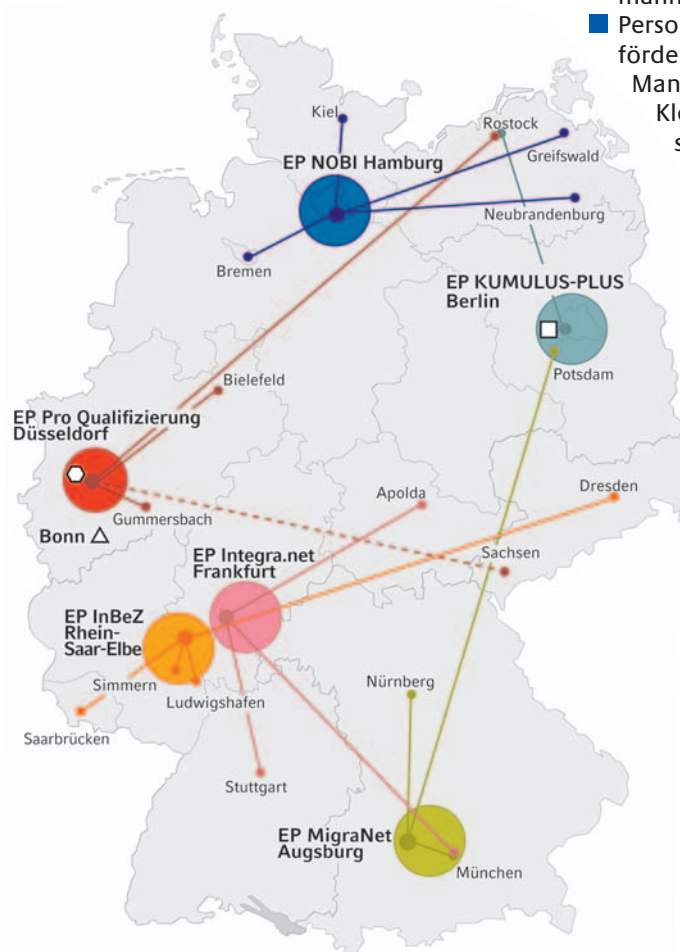 mann
Perso
förde
Man
Kle
s
Kiel
Rostock
EP NOBI Hamburg
Greifswald
Neubrandenburg
Bremen
EP KUMULUS-PLUS
Berlin
Potsdam
Bielefeld
EP Pro Qualifizierung
Düsseldorf
Apolda
Dresden
Gummersbach
Bonn
Sachsen
EP Integra.net
Frankfurt
EP InBeZ
Rhein-
Saar-Elbe
Simmern
Nürnberg
Ludwigshafen
Saarbrücken
Stuttgart
EP MigraNet
Augsburg
München